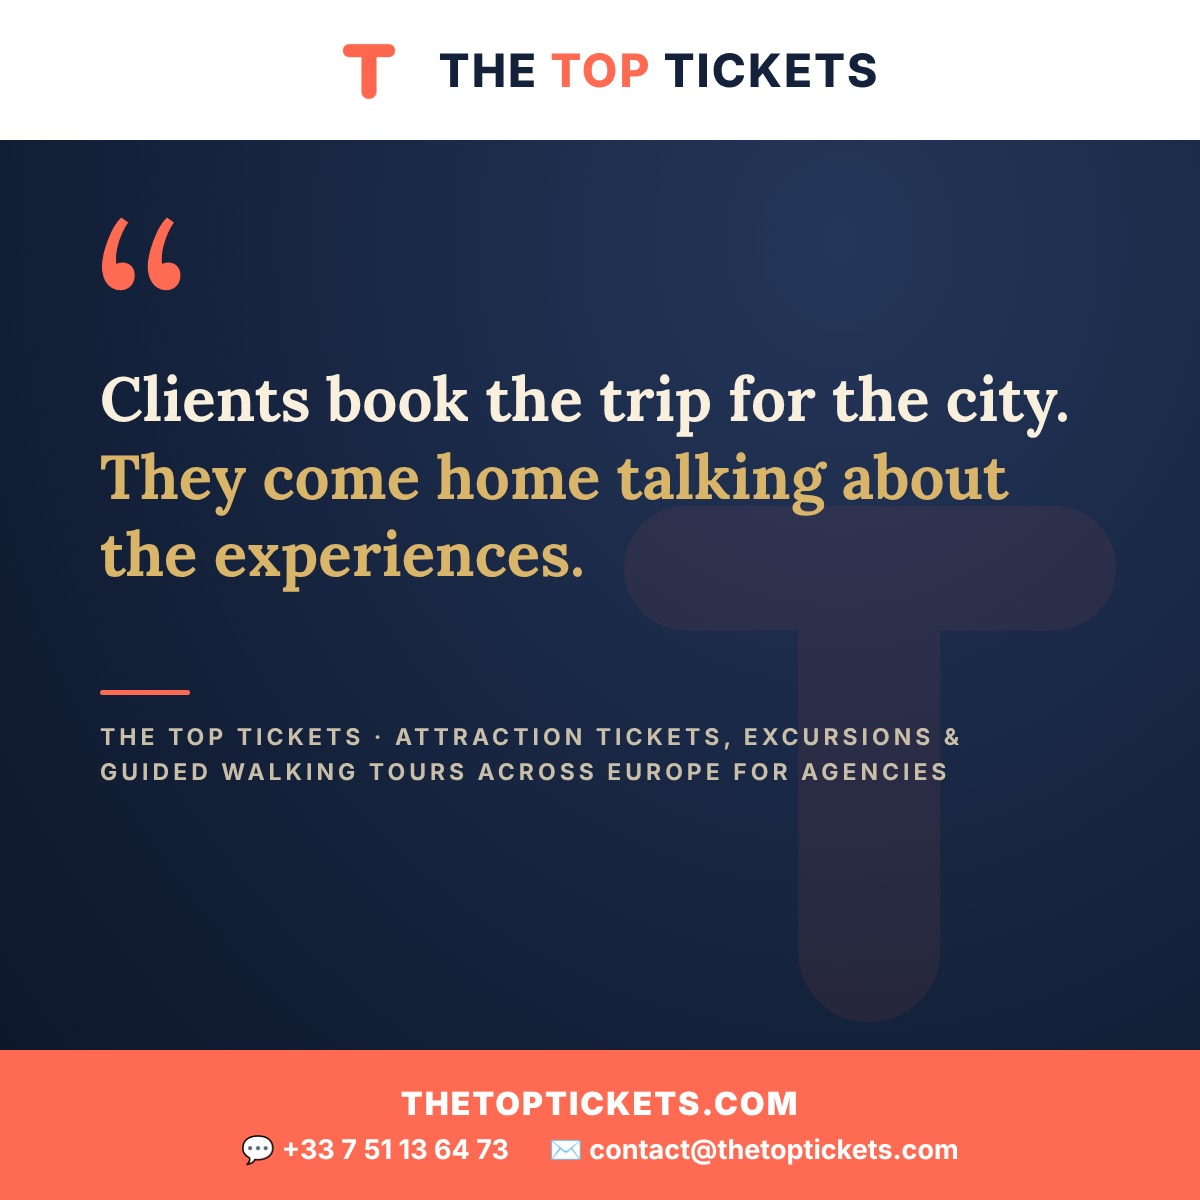 T THE TOP TICKETS
“
Clients book the trip for the city.
They come home talking about
the experiences.
THE TOP TICKETS · ATTRACTION TICKETS, EXCURSIONS &
GUIDED WALKING TOURS ACROSS EUROPE FOR AGENCIES
THETOPTICKETS.COM
💬 +33 7 51 13 64 73 ✉️ contact@thetoptickets.com